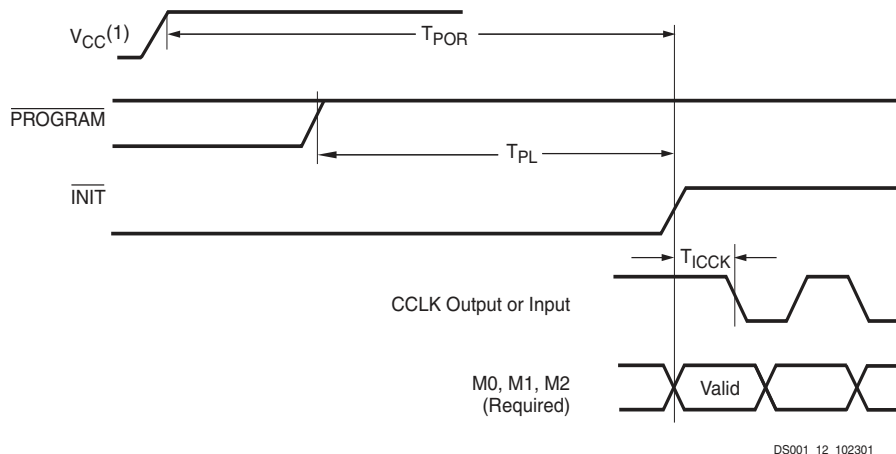 VCC(1)
TPOR
PROGRAM
TPL
INIT
TICCK
CCLK Output or Input
M0, M1, M2
(Required)
Valid
DS001_12_102301